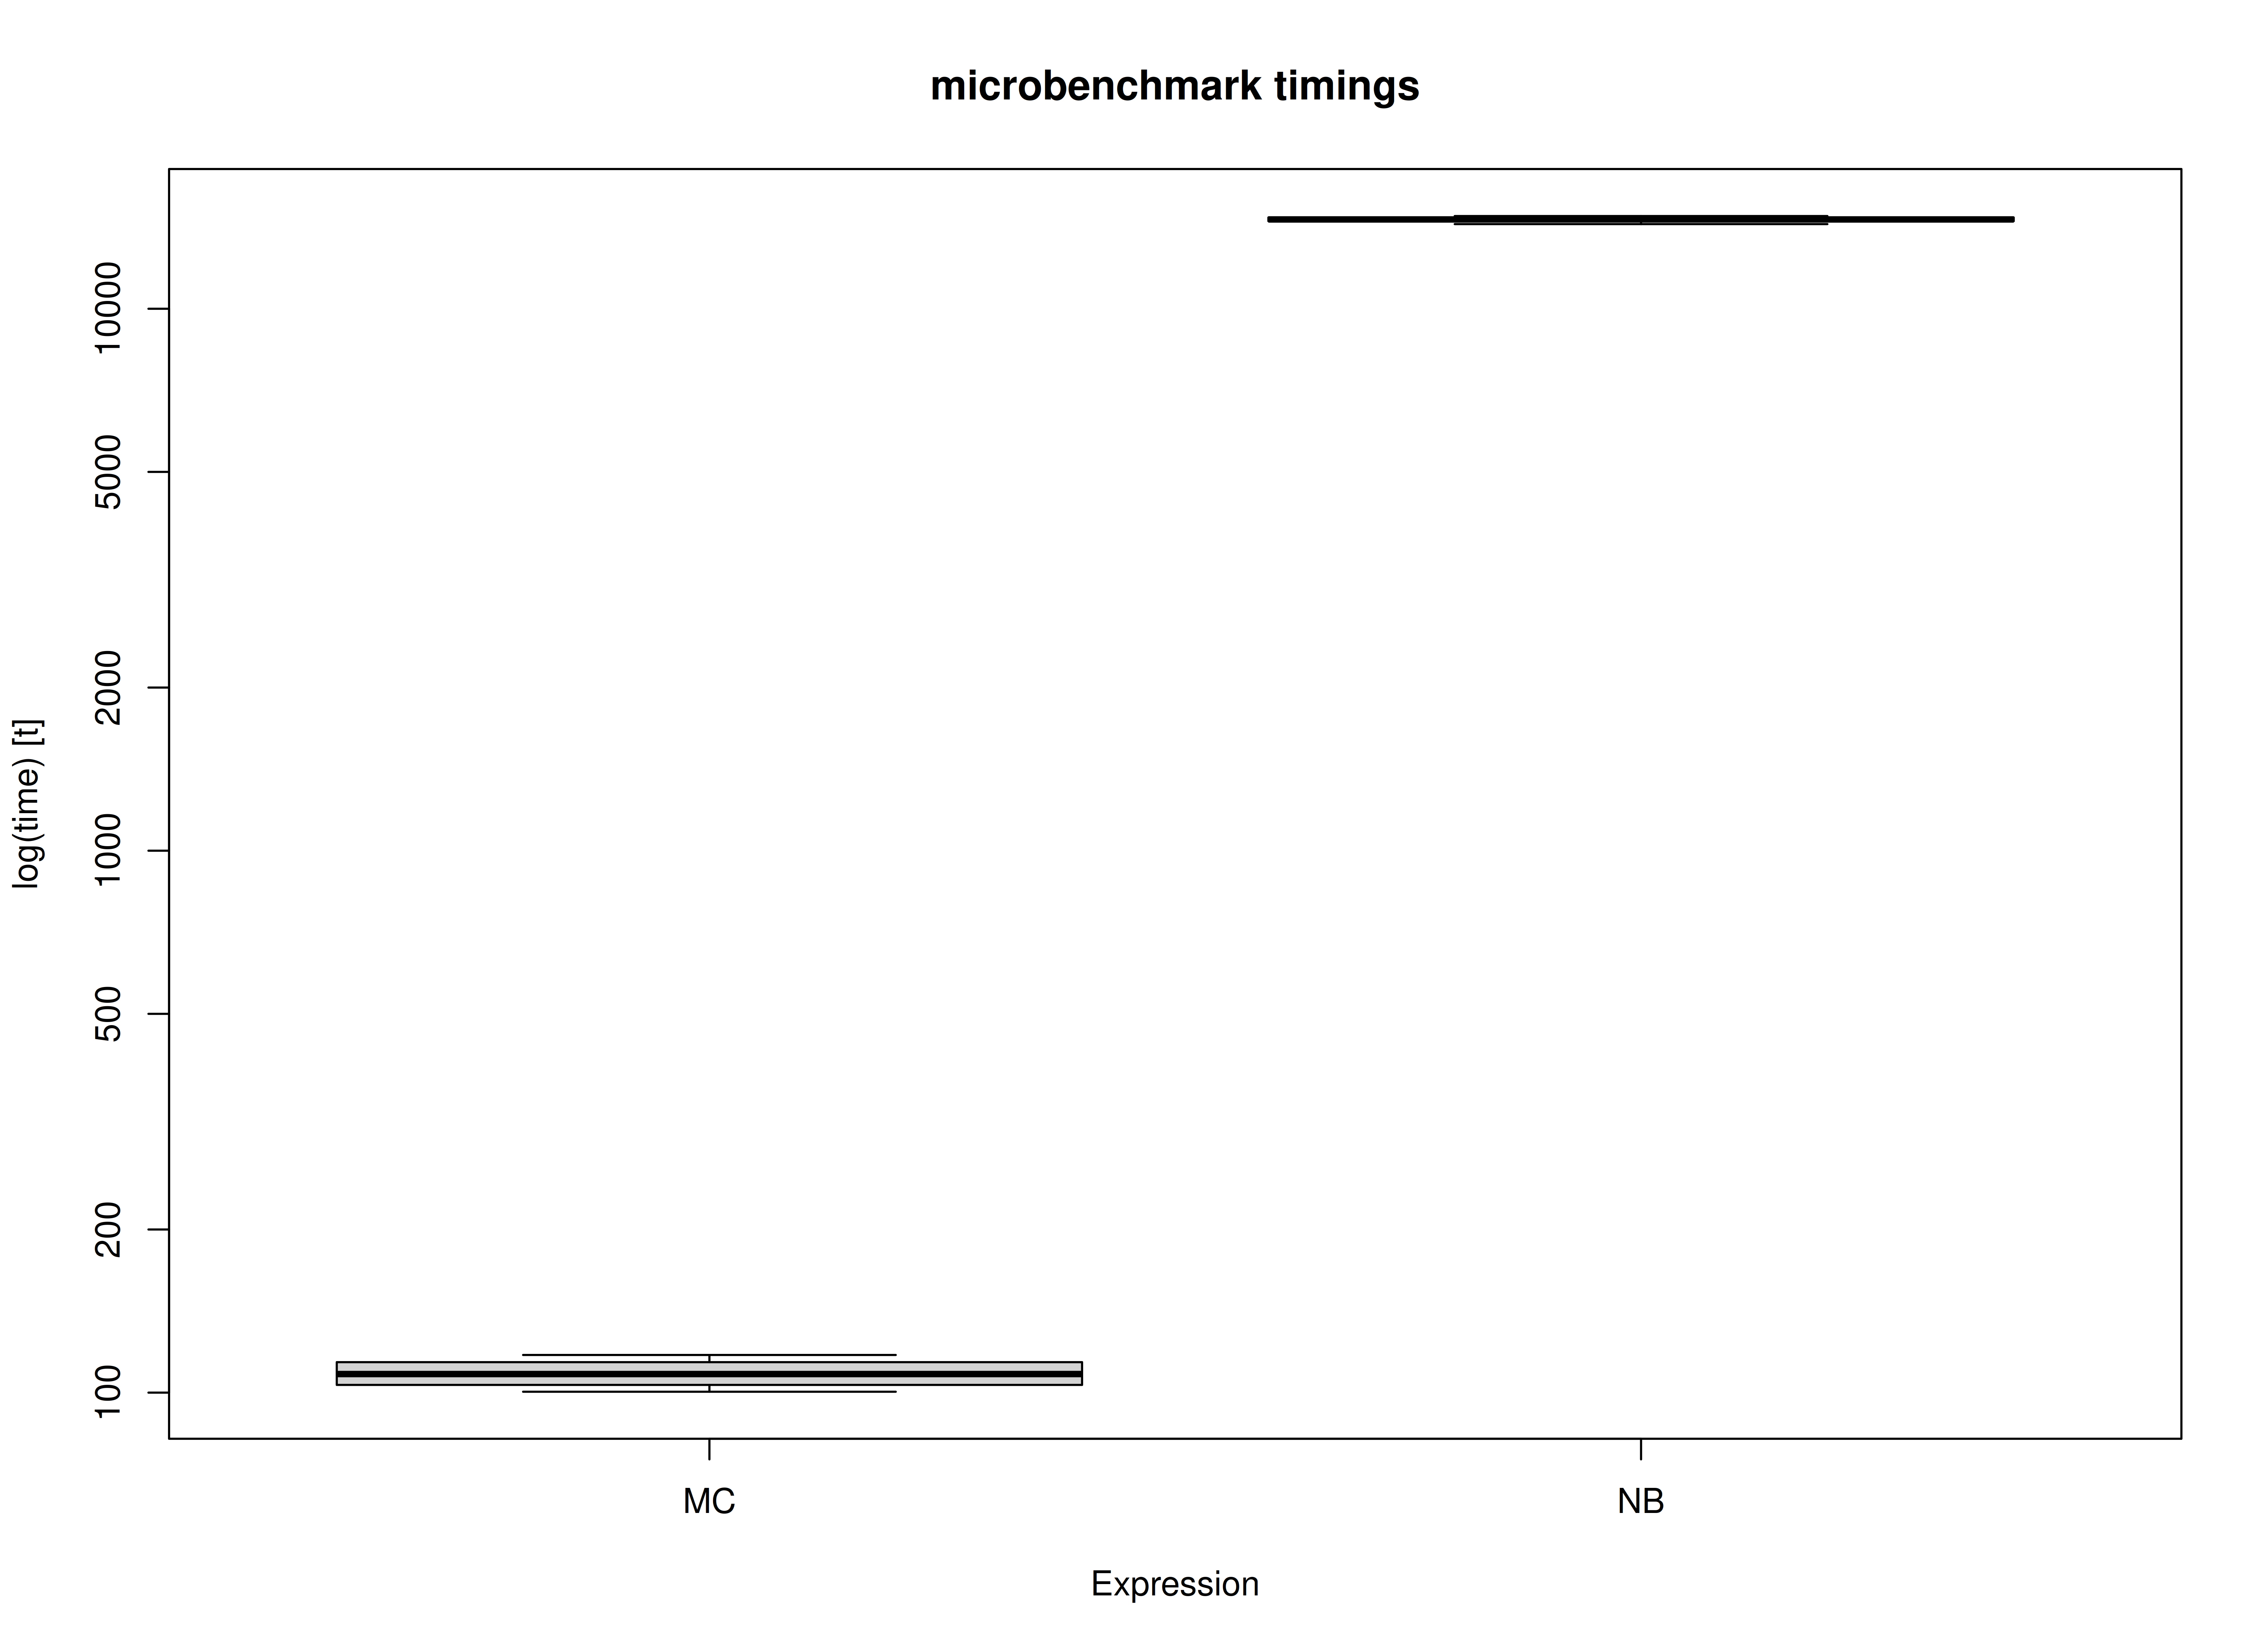 microbenchmark timings
log(time) [t]
10000
5000
2000
1000
500
200
100
MC
NB
Expression